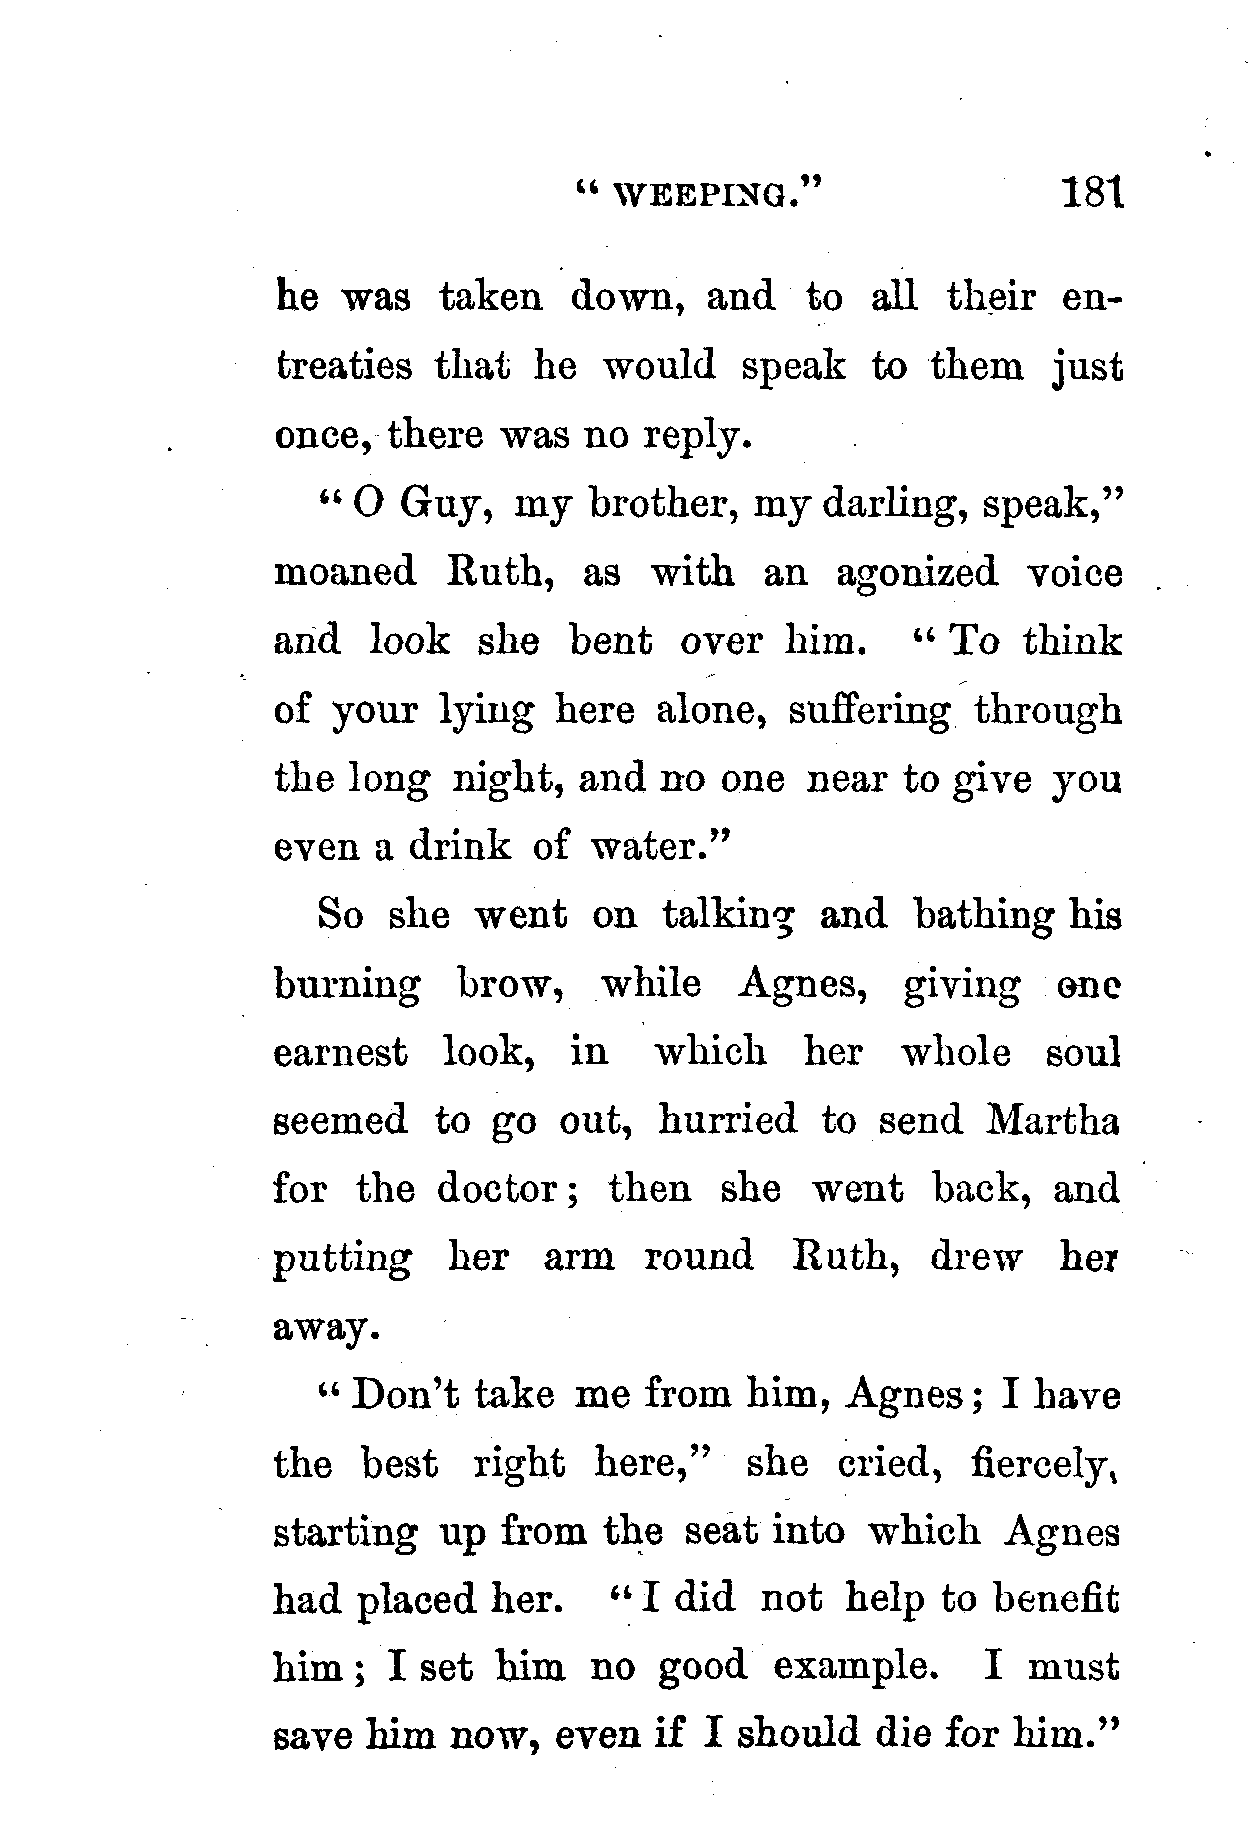 “ WEEPING.” 181
he was taken down, and to all their en-
treaties that he would speak to them just
once, there was no reply.
“ O Guy, my brother, my darling, speak,”
moaned Ruth, as with an agonized voice
and look she bent over him. “ To think
of your lying here alone, suffering through
the long night, and no one near to give you
even a drink of water.”
So she went on talking and bathing his
burning brow, while Agnes, giving one
earnest look, in which her whole soul
seemed to go out, hurried to send Martha
for the doctor ; then she went back, and
putting her arm round Ruth, drew her
away.
“ Don’t take me from him, Agnes ; I have
the best right here,” she cried, fiercely,
starting up from the seat into which Agnes
had placed her. “ I did not help to benefit
him ; I set him no good example. I must
save him now, even if I should die for him.”